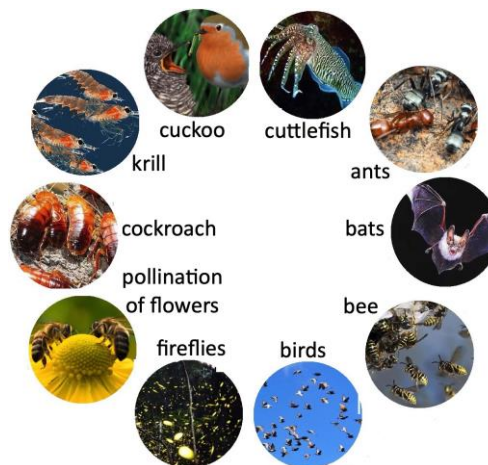 cuckoo
cuttlefish
krill
ants
cockroach
bats
pollination
of flowers
bee
fireflies
birds